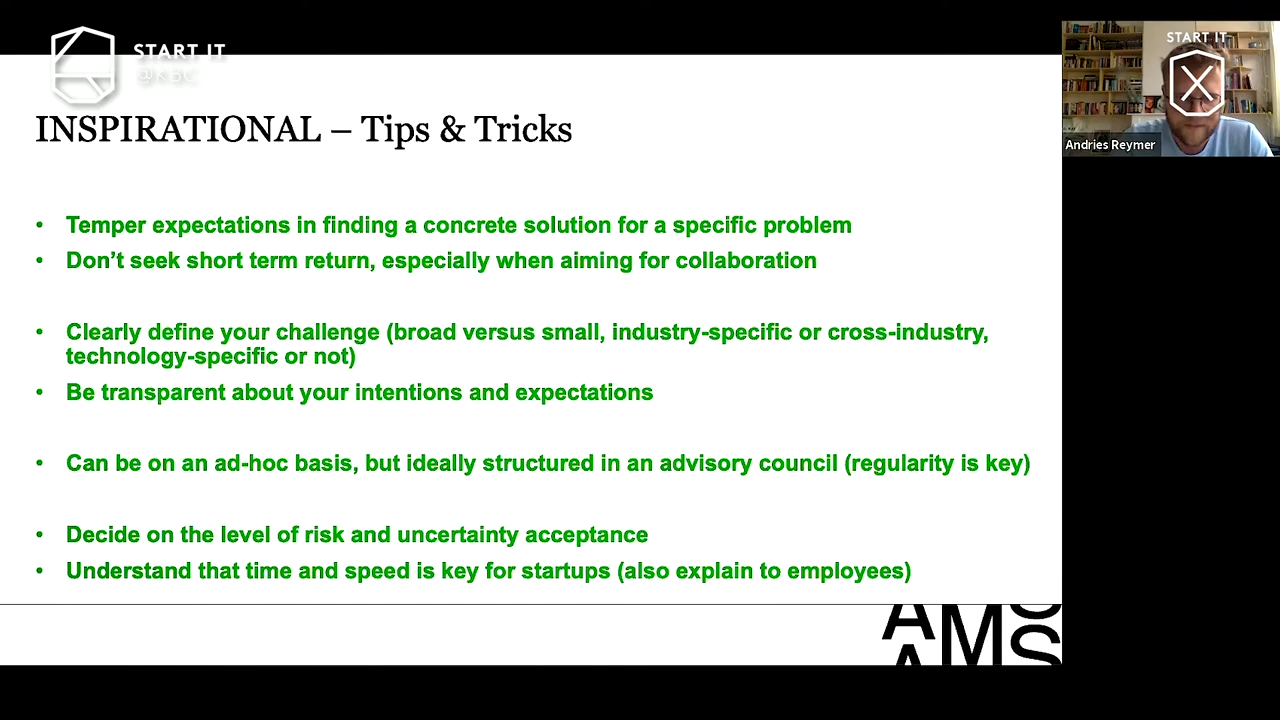 START IT
@KBC
START IT
X
Andries Reymer
INSPIRATIONAL – Tips & Tricks
• Temper expectations in finding a concrete solution for a specific problem
• Don’t seek short term return, especially when aiming for collaboration
• Clearly define your challenge (broad versus small, industry-specific or cross-industry,
technology-specific or not)
• Be transparent about your intentions and expectations
• Can be on an ad-hoc basis, but ideally structured in an advisory council (regularity is key)
• Decide on the level of risk and uncertainty acceptance
• Understand that time and speed is key for startups (also explain to employees)
AMS